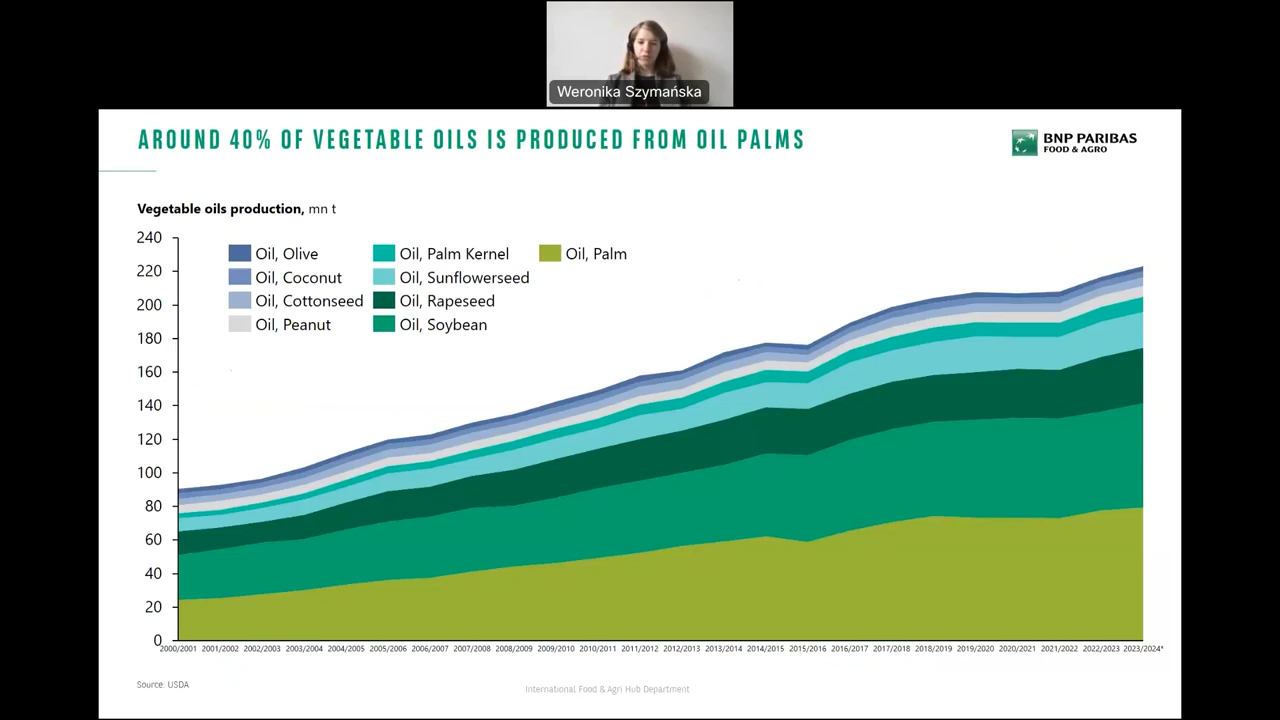 Weronika Szymańska
AROUND 40% OF VEGETABLE OILS IS PRODUCED FROM OIL PALMS
BNP PARIBAS
FOOD & AGRO
Vegetable oils production, mn t
240
220
200
180
160
140
120
100
80
60
40
20
0
Oil, Olive
Oil, Coconut
Oil, Cottonseed
Oil, Peanut
Oil, Palm Kernel
Oil, Sunflowerseed
Oil, Rapeseed
Oil, Soybean
Oil, Palm
2000/2001 2001/2002 2002/2003 2003/2004 2004/2005 2005/2006 2006/2007 2007/2008 2008/2009 2009/2010 2010/2011 2011/2012 2012/2013 2013/2014 2014/2015 2015/2016 2016/2017 2017/2018 2018/2019 2019/2020 2020/2021 2021/2022 2022/2023 2023/2024*
Source: USDA
International Food & Agri Hub Department